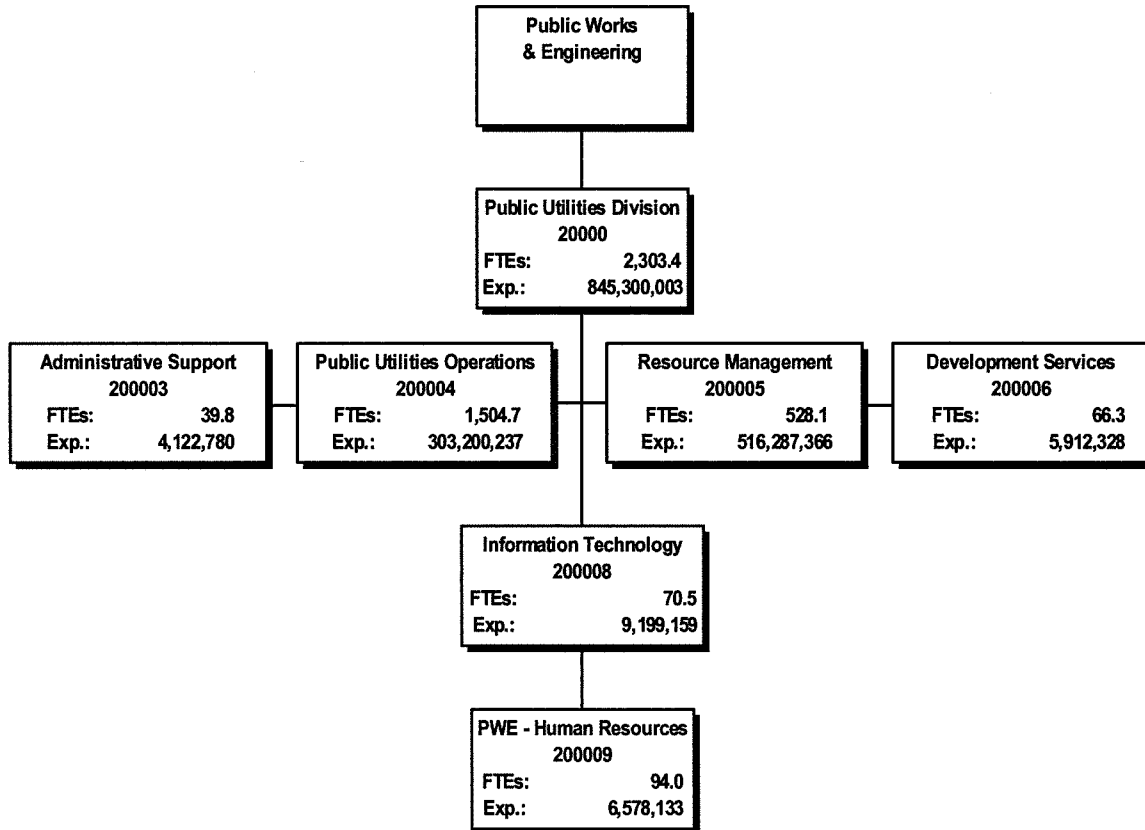 Public Works
& Engineering
Public Utilities Division
20000
FTEs: 2,303.4
Exp.: 845,300,003
Administrative Support
200003
FTEs: 39.8
Exp.: 4,122,780
Public Utilities Operations
200004
FTEs: 1,504.7
Exp.: 303,200,237
Resource Management
200005
FTEs: 528.1
Exp.: 516,287,366
Development Services
200006
FTEs: 66.3
Exp.: 5,912,328
Information Technology
200008
FTEs: 70.5
Exp.: 9,199,159
PWE - Human Resources
200009
FTEs: 94.0
Exp.: 6,578,133